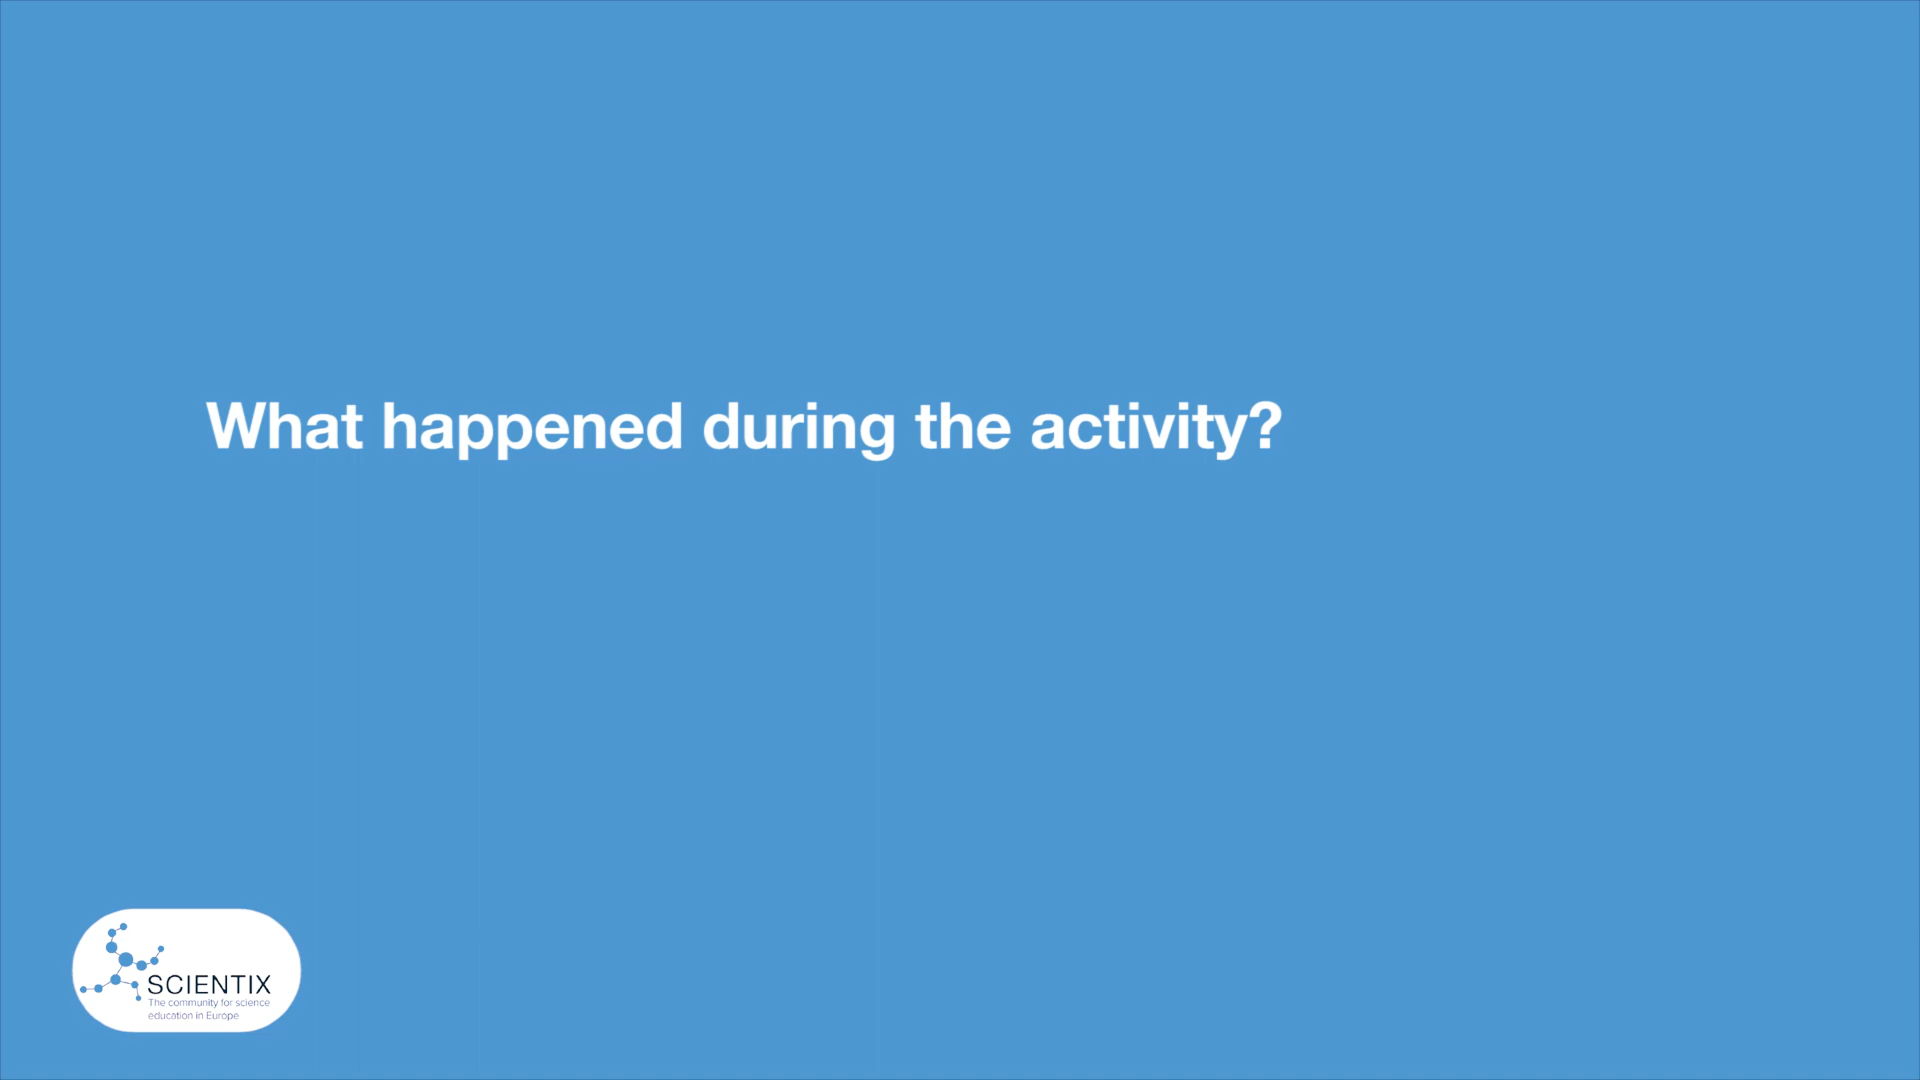 What happened during the activity?
SCIENTIX
The community for science
education in Europe